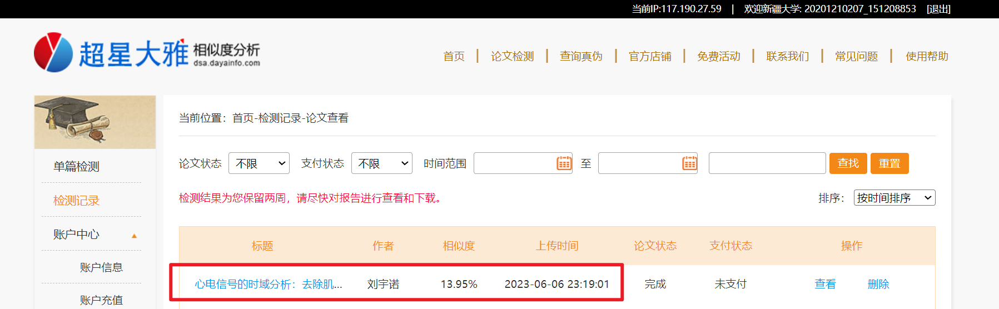 当前IP:117.190.27.59 | 欢迎新疆大学: 20201210207_151208853 [退出]
超星大雅 相似度分析
dsa.dayainfo.com
首页 | 论文检测 | 查询真伪 | 官方店铺 | 免费活动 | 联系我们 | 常见问题 | 使用帮助
当前位置：首页-检测记录-论文查看
单篇检测
检测记录
账户中心
账户信息
账户充值
论文状态 不限 支付状态 不限 时间范围 至 查找 重置
检测结果为您保留两周，请尽快对报告进行查看和下载。
排序： 按时间排序
标题 作者 相似度 上传时间 论文状态 支付状态 操作
心电信号的时域分析：去除肌... 刘宇诺 13.95% 2023-06-06 23:19:01 完成 未支付 查看 删除